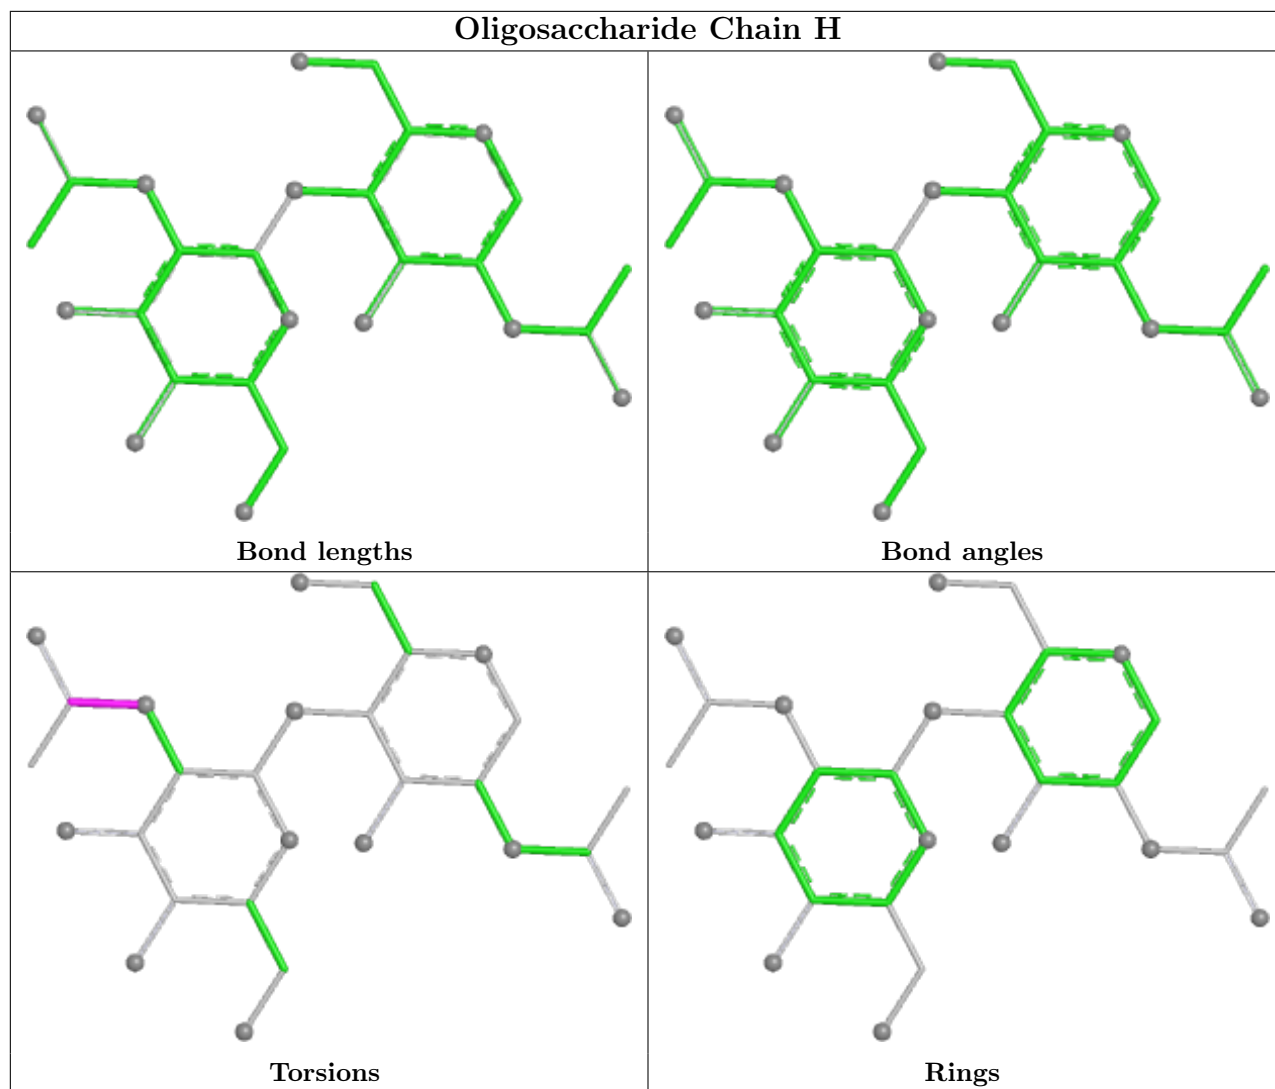 Oligosaccharide Chain H
Bond lengths
Bond angles
Torsions
Rings